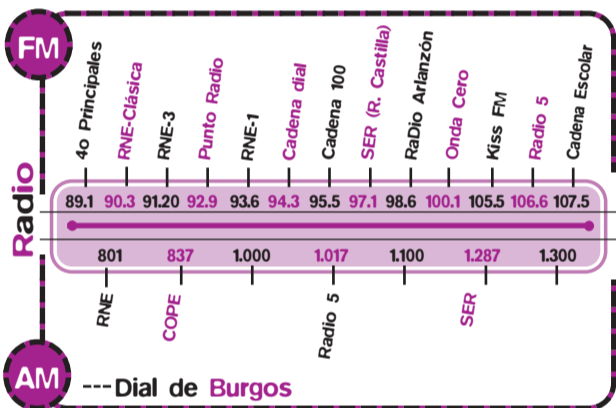 FM
4o Principales
RNE-Clásica
RNE-3
Punto Radio
RNE-1
Cadena dial
Cadena 100
SER (R. Castilla)
RaDio Arlanzón
Onda Cero
Kiss FM
Radio 5
Cadena Escolar
Radio
89.1 90.3 91.20 92.9 93.6 94.3 95.5 97.1 98.6 100.1 105.5 106.6 107.5
801 837 1.000 1.017 1.100 1.287 1.300
RNE
COPE
Radio 5
SER
AM
---Dial de Burgos